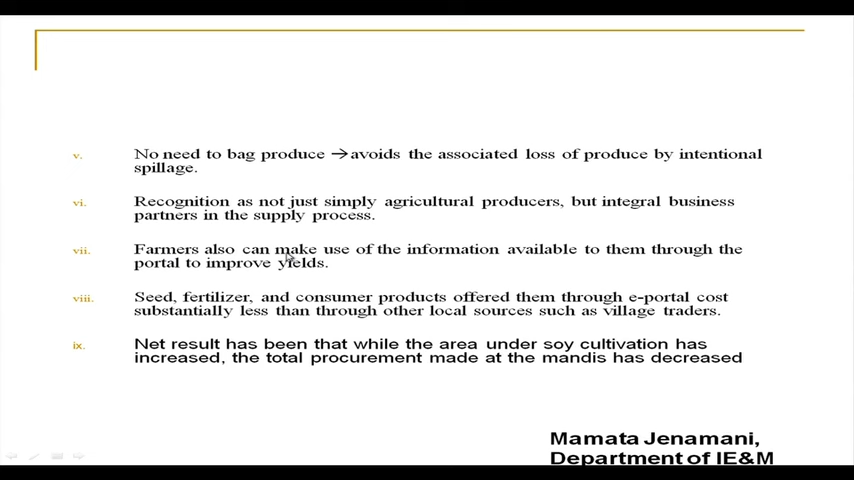 v. No need to bag produce → avoids the associated loss of produce by intentional
spillage.
vi. Recognition as not just simply agricultural producers, but integral business
partners in the supply process.
vii. Farmers also can make use of the information available to them through the
portal to improve yields.
viii. Seed, fertilizer, and consumer products offered them through e-portal cost
substantially less than through other local sources such as village traders.
ix. Net result has been that while the area under soy cultivation has
increased, the total procurement made at the mandis has decreased
Mamata Jenamani,
Department of IE&M